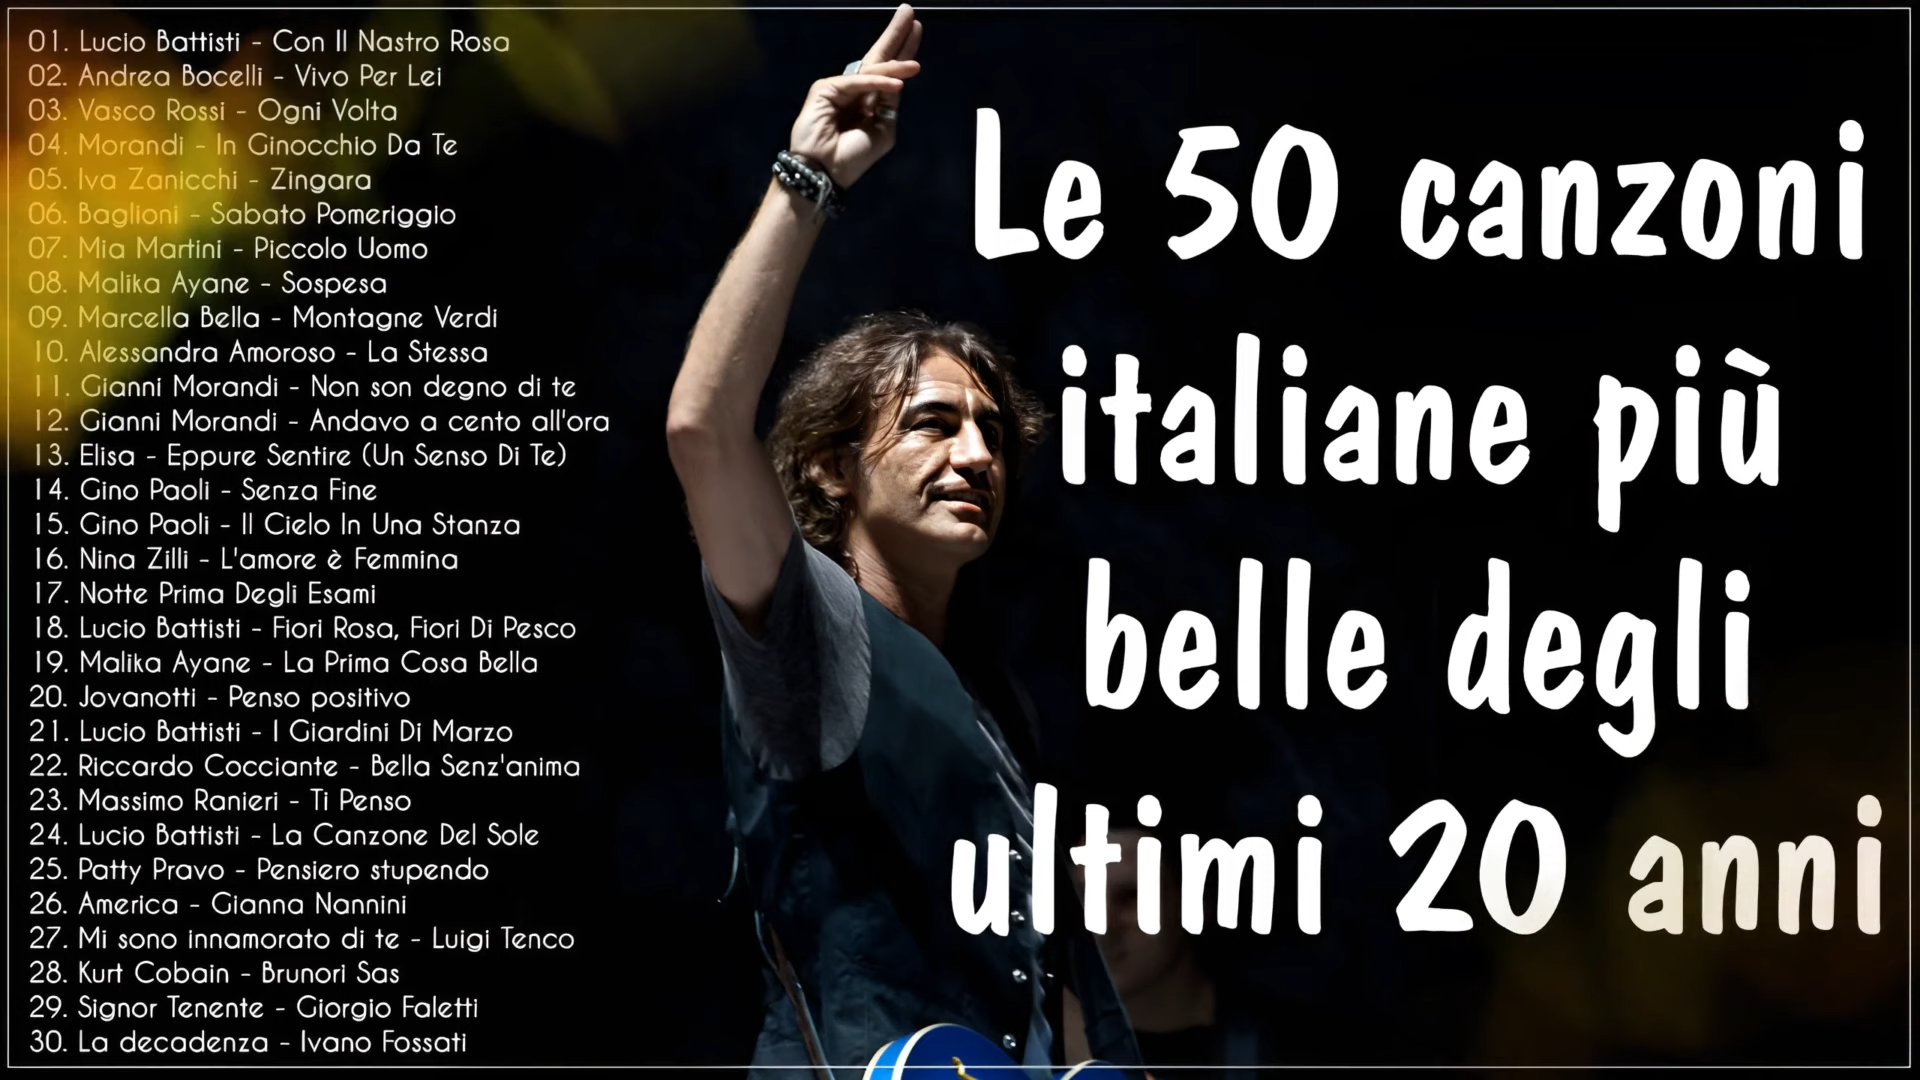 01. Lucio Battisti - Con Il Nastro Rosa
02. Andrea Bocelli - Vivo Per Lei
03. Vasco Rossi - Ogni Volta
04. Morandi - In Ginocchio Da Te
05. Iva Zanicchi - Zingara
06. Baglioni - Sabato Pomeriggio
07. Mia Martini - Piccolo Uomo
08. Malika Ayane - Sospesa
09. Marcella Bella - Montagne Verdi
10. Alessandra Amoroso - La Stessa
11. Gianni Morandi - Non son degno di te
12. Gianni Morandi - Andavo a cento all'ora
13. Elisa - Eppure Sentire (Un Senso Di Te)
14. Gino Paoli - Senza Fine
15. Gino Paoli - Il Cielo In Una Stanza
16. Nina Zilli - L'amore è Femmina
17. Notte Prima Degli Esami
18. Lucio Battisti - Fiori Rosa, Fiori Di Pesco
19. Malika Ayane - La Prima Cosa Bella
20. Jovanotti - Penso positivo
21. Lucio Battisti - I Giardini Di Marzo
22. Riccardo Cocciante - Bella Senz'anima
23. Massimo Ranieri - Ti Penso
24. Lucio Battisti - La Canzone Del Sole
25. Patty Pravo - Pensiero stupendo
26. America - Gianna Nannini
27. Mi sono innamorato di te - Luigi Tenco
28. Kurt Cobain - Brunori Sas
29. Signor Tenente - Giorgio Faletti
30. La decadenza - Ivano Fossati
Le 50 canzoni
italiane più
belle degli
ultimi 20 anni